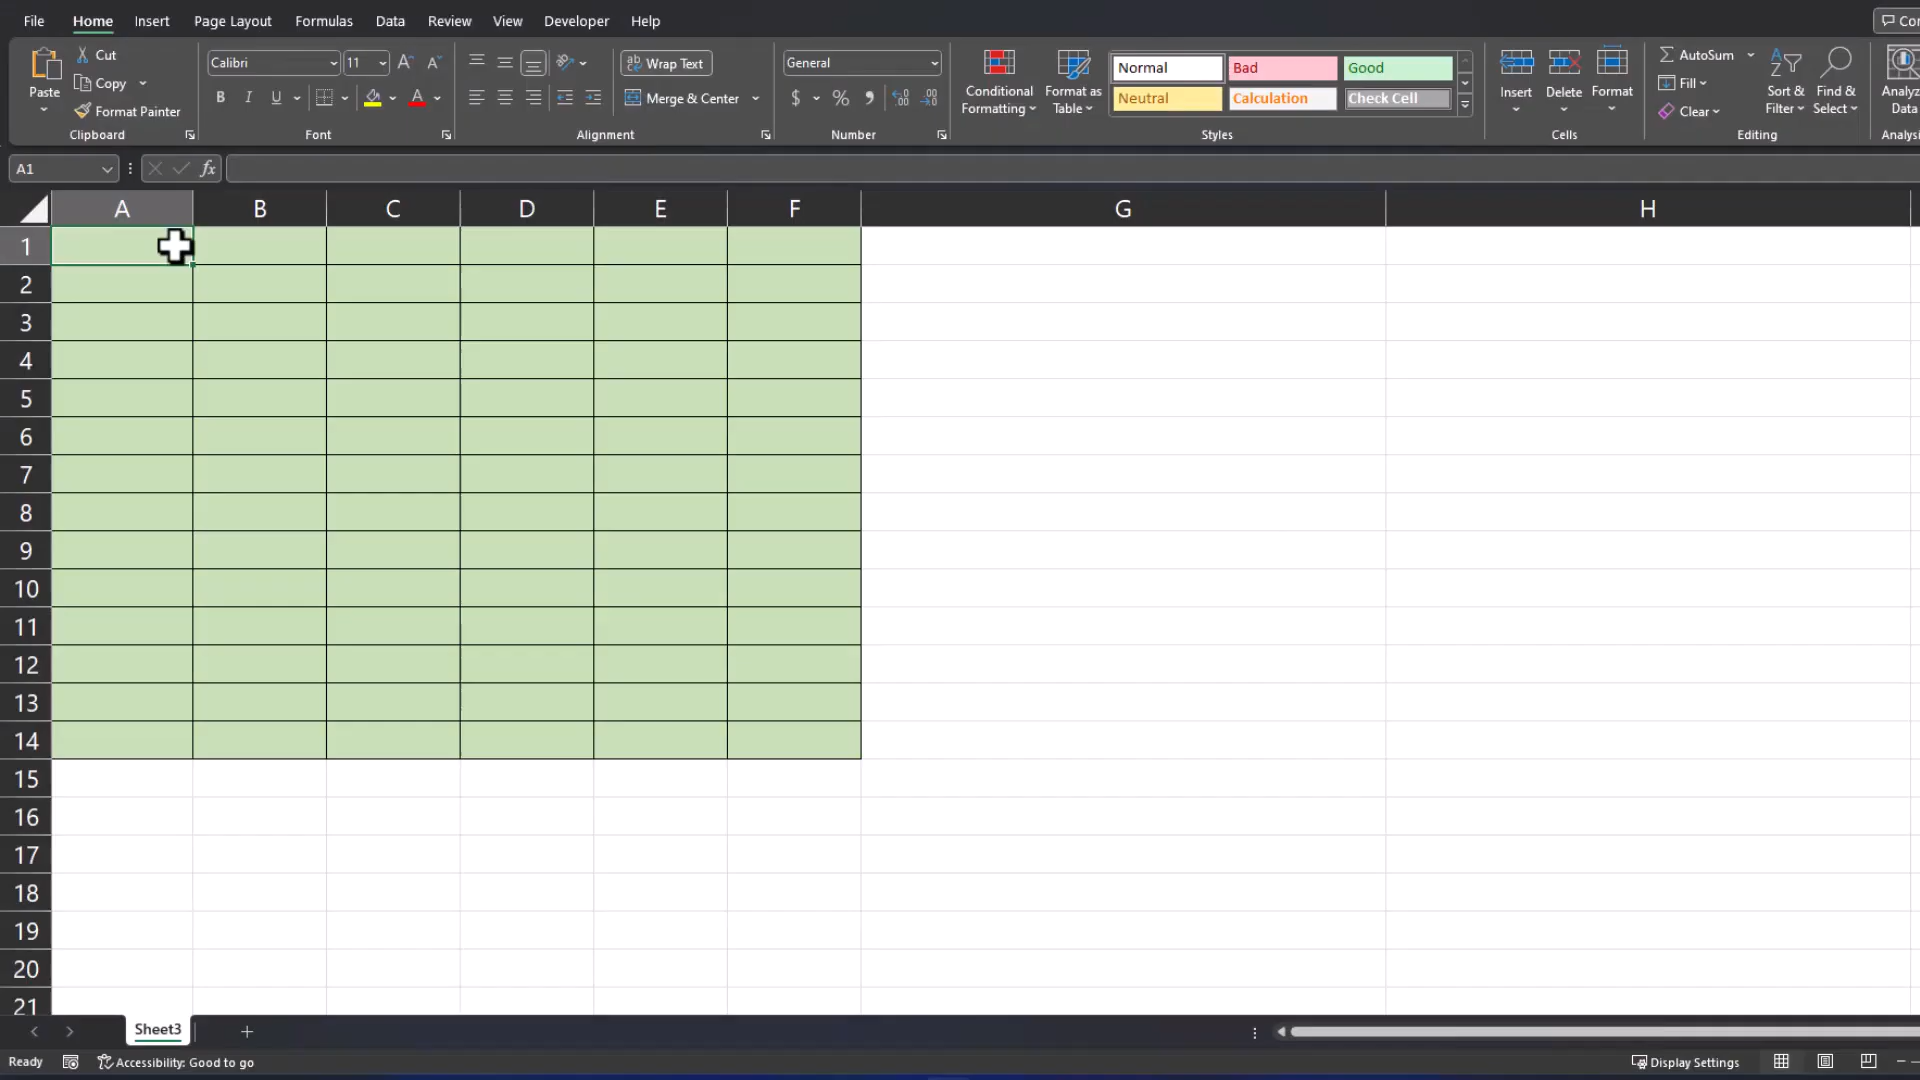 File Home Insert Page Layout Formulas Data Review View Developer Help
Paste
Cut
Copy
Format Painter
Clipboard
Calibri 11
B I U
Font
Wrap Text
Merge & Center
Alignment
General
$ % 9
Number
Conditional
Formatting
Format as
Table
Normal Bad Good
Neutral Calculation Check Cell
Styles
Insert Delete Format
Cells
AutoSum
Fill
Clear
Sort &
Filter
Find &
Select
Editing
Data
A1 fx
A B C D E F G H
1
2
3
4
5
6
7
8
9
10
11
12
13
14
15
16
17
18
19
20
21
Sheet3 +
Ready Accessibility: Good to go Display Settings